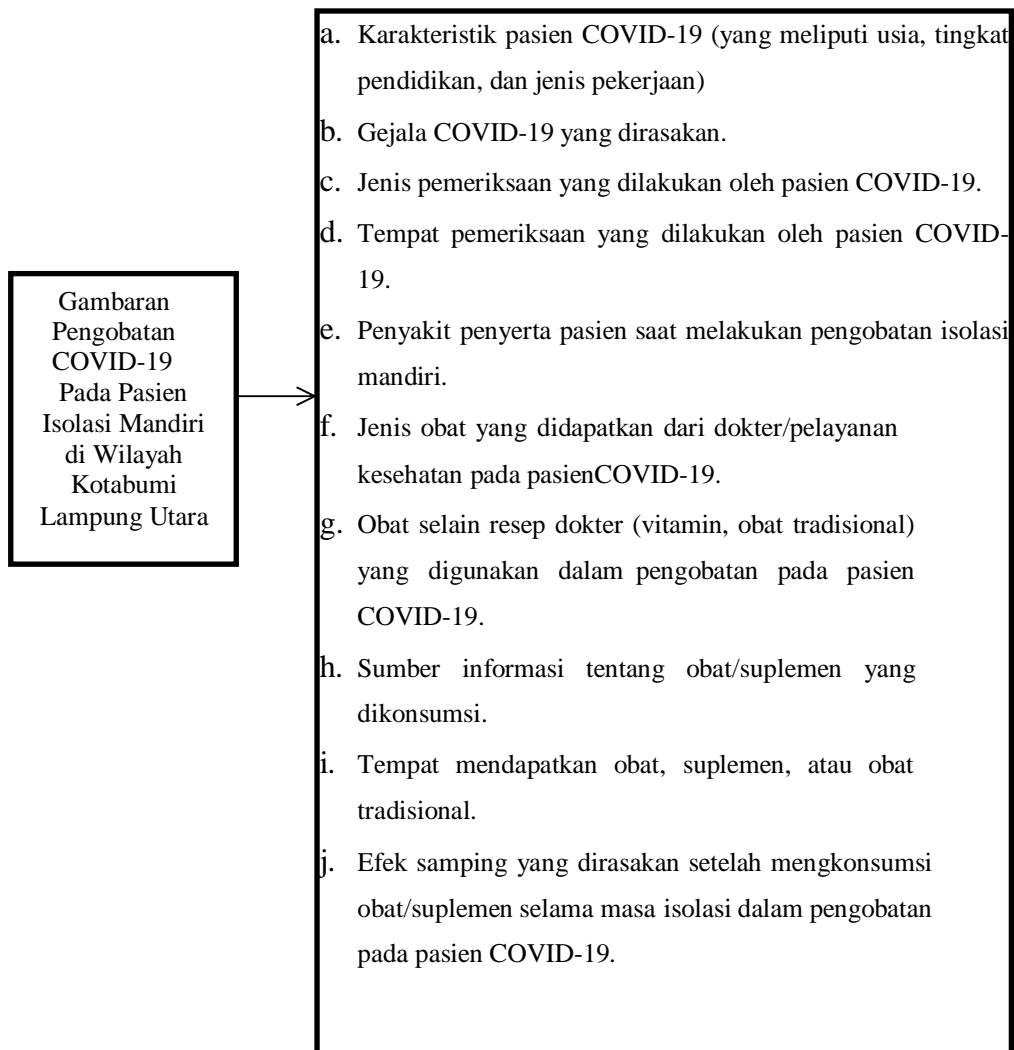 Gambaran
Pengobatan
COVID-19
Pada Pasien
Isolasi Mandiri
di Wilayah
Kotabumi
Lampung Utara
a. Karakteristik pasien COVID-19 (yang meliputi usia, tingkat
pendidikan, dan jenis pekerjaan)
b. Gejala COVID-19 yang dirasakan.
c. Jenis pemeriksaan yang dilakukan oleh pasien COVID-19.
d. Tempat pemeriksaan yang dilakukan oleh pasien COVID-
19.
e. Penyakit penyerta pasien saat melakukan pengobatan isolasi
mandiri.
f. Jenis obat yang didapatkan dari dokter/pelayanan
kesehatan pada pasienCOVID-19.
g. Obat selain resep dokter (vitamin, obat tradisional)
yang digunakan dalam pengobatan pada pasien
COVID-19.
h. Sumber informasi tentang obat/suplemen yang
dikonsumsi.
i. Tempat mendapatkan obat, suplemen, atau obat
tradisional.
j. Efek samping yang dirasakan setelah mengkonsumsi
obat/suplemen selama masa isolasi dalam pengobatan
pada pasien COVID-19.